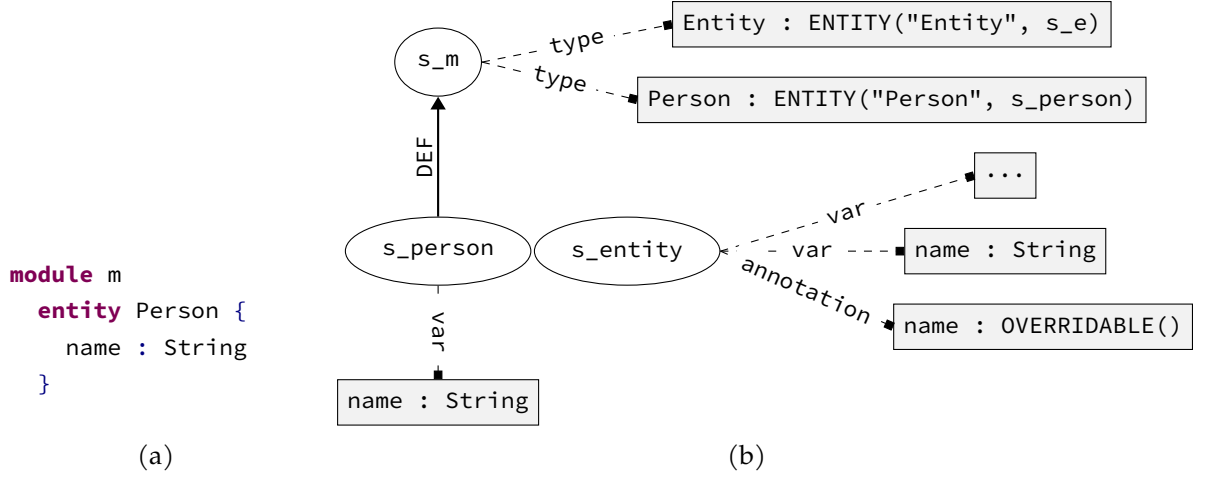 module m
entity Person {
name : String
}
(a)
s_m
type
Entity : ENTITY("Entity", s_e)
type
Person : ENTITY("Person", s_person)
DEF
s_person
s_entity
var
...
var
name : String
annotation
name : OVERRIDABLE()
var
name : String
(b)